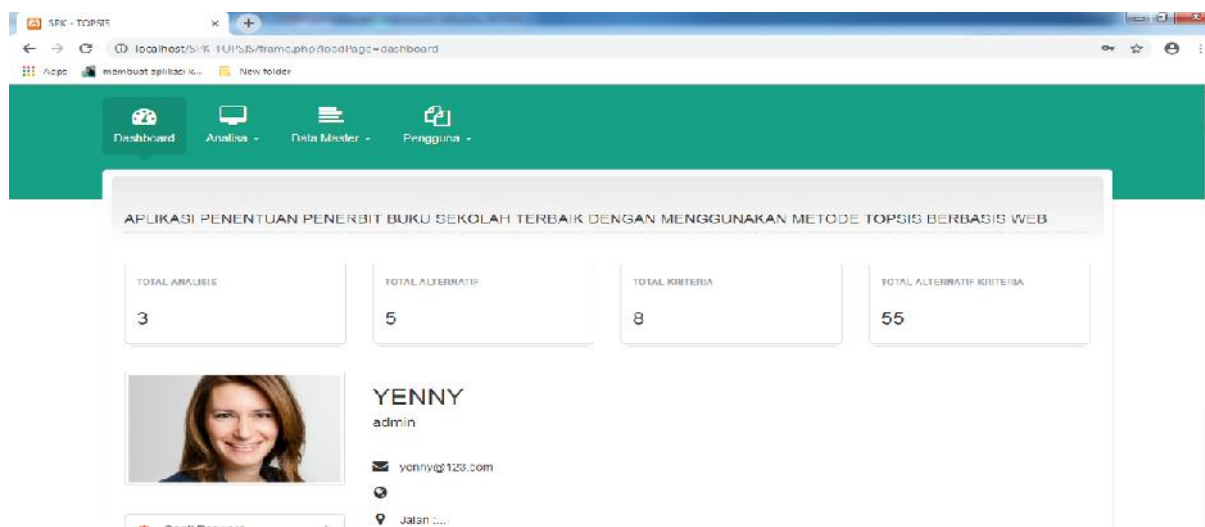 SPK - TOPSIS
localhost/SPK-TOPSIS/frame.php?loadPage=dashboard
Apps membuat aplikasi k... New folder
Dashboard Analisa Data Master Pengguna
APLIKASI PENENTUAN PENERBIT BUKU SEKOLAH TERBAIK DENGAN MENGGUNAKAN METODE TOPSIS BERBASIS WEB
TOTAL ANALISIS TOTAL ALTERNATIF TOTAL KRITERIA TOTAL ALTERNATIF KRITERIA
3 5 8 55
YENNY
admin
yenny@123.com
Jalan :...